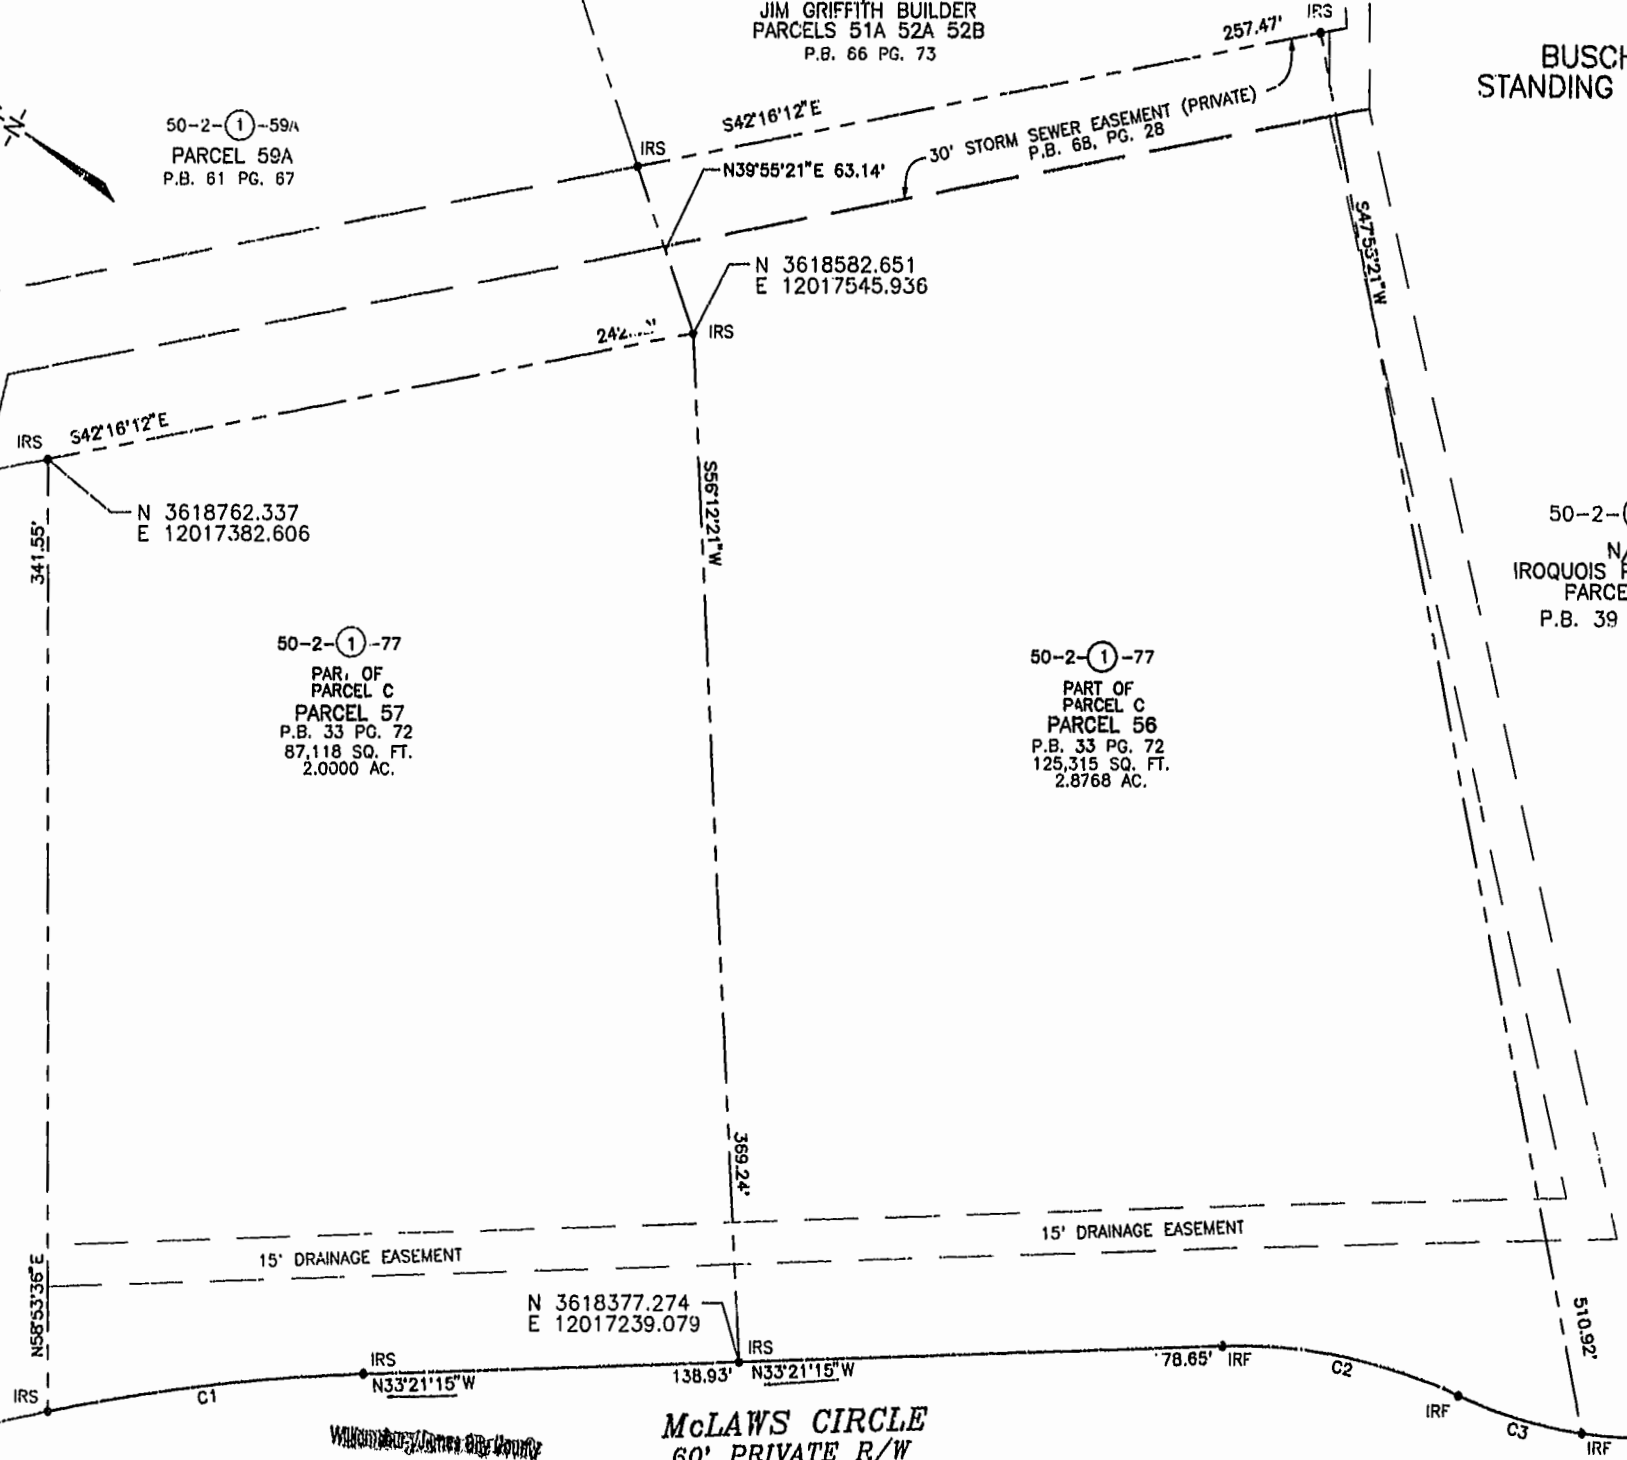 JIM GRIFFITH BUILDER
PARCELS 51A 52A 52B
P.B. 66 PG. 73
257.47'
IRS
BUSCH
STANDING
-N-
50-2-(1)-59A
PARCEL 59A
P.B. 61 PG. 67
S42°16'12"E
IRS
30' STORM SEWER EASEMENT (PRIVATE)
P.B. 68, PG. 28
N39°55'21"E 63.14'
S47°53'21"W
N 3618582.651
E 12017545.936
IRS
S42°16'12"E
IRS
N 3618762.337
E 12017382.606
341.55'
S56°12'21"W
50-2-(1)-77
PART OF
PARCEL C
PARCEL 57
P.B. 33 PG. 72
87,118 SQ. FT.
2.0000 AC.
50-2-(1)-77
PART OF
PARCEL C
PARCEL 56
P.B. 33 PG. 72
125,315 SQ. FT.
2.8768 AC.
50-2-(
N/
IROQUOIS
PARCE
P.B. 39
369.24'
15' DRAINAGE EASEMENT
15' DRAINAGE EASEMENT
N58°53'36"E
N 3618377.274
E 12017239.079
510.92'
IRS
C1
IRS
N33°21'15"W
138.93'
IRS
N33°21'15"W
78.65'
IRF
C2
IRF
C3
IRF
McLAWS CIRCLE
60' PRIVATE R/W